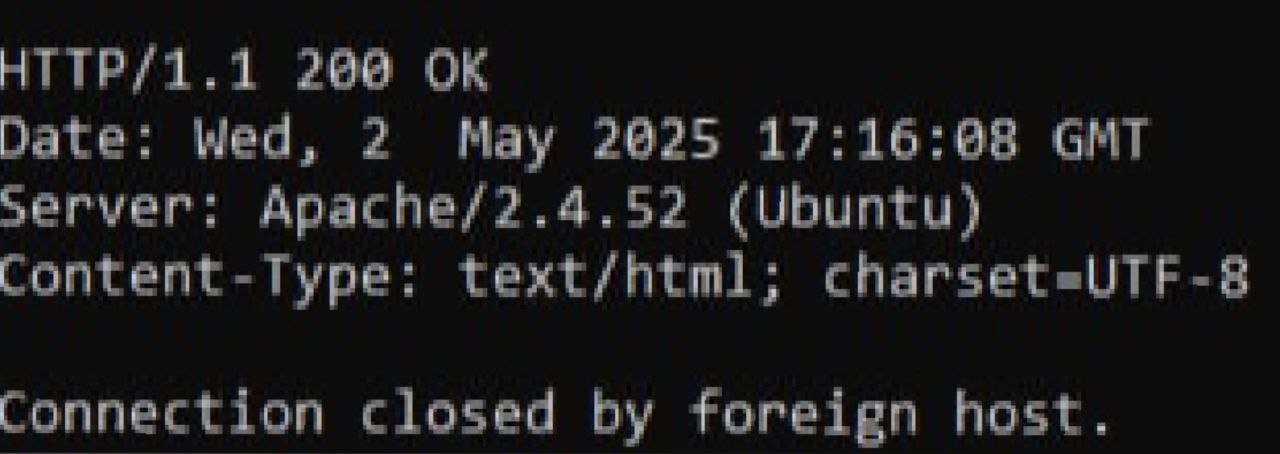 HTTP/1.1 200 OK
Date: Wed, 2  May 2025 17:16:08 GMT
Server: Apache/2.4.52 (Ubuntu)
Content-Type: text/html; charset=UTF-8

Connection closed by foreign host.